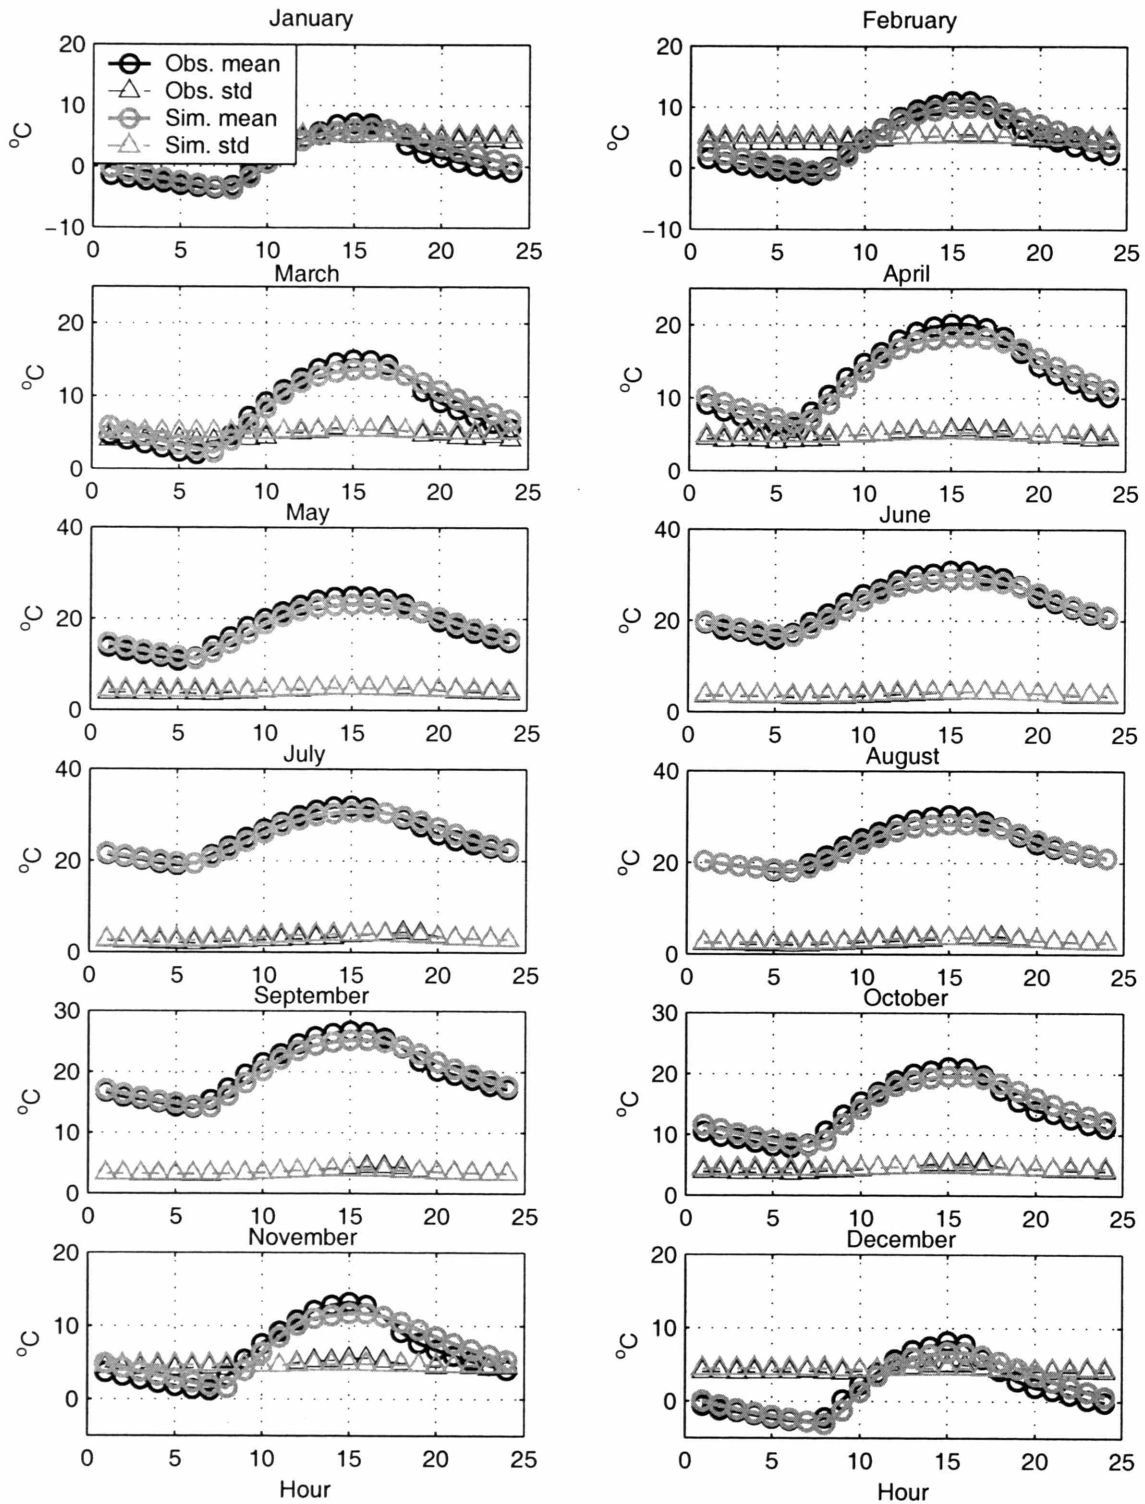 January
20
10
0
−10
°C
Obs. mean
Obs. std
Sim. mean
Sim. std
0 5 10 15 20 25
February
20
10
0
−10
°C
0 5 10 15 20 25
March
20
10
0
°C
0 5 10 15 20 25
April
20
10
0
°C
0 5 10 15 20 25
May
40
20
0
°C
0 5 10 15 20 25
June
40
20
0
°C
0 5 10 15 20 25
July
40
20
0
°C
0 5 10 15 20 25
August
40
20
0
°C
0 5 10 15 20 25
September
30
20
10
0
°C
0 5 10 15 20 25
October
30
20
10
0
°C
0 5 10 15 20 25
November
20
10
0
°C
0 5 10 15 20 25
Hour
December
20
10
0
°C
0 5 10 15 20 25
Hour